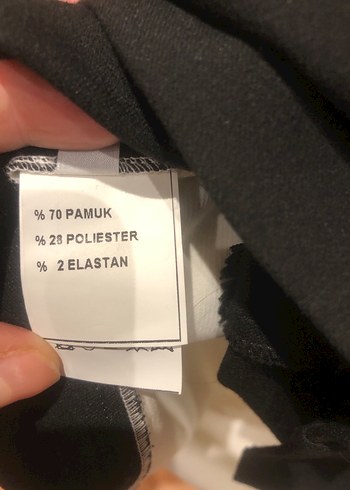 % 70 PAMUK
% 28 POLIESTER
% 2 ELASTAN